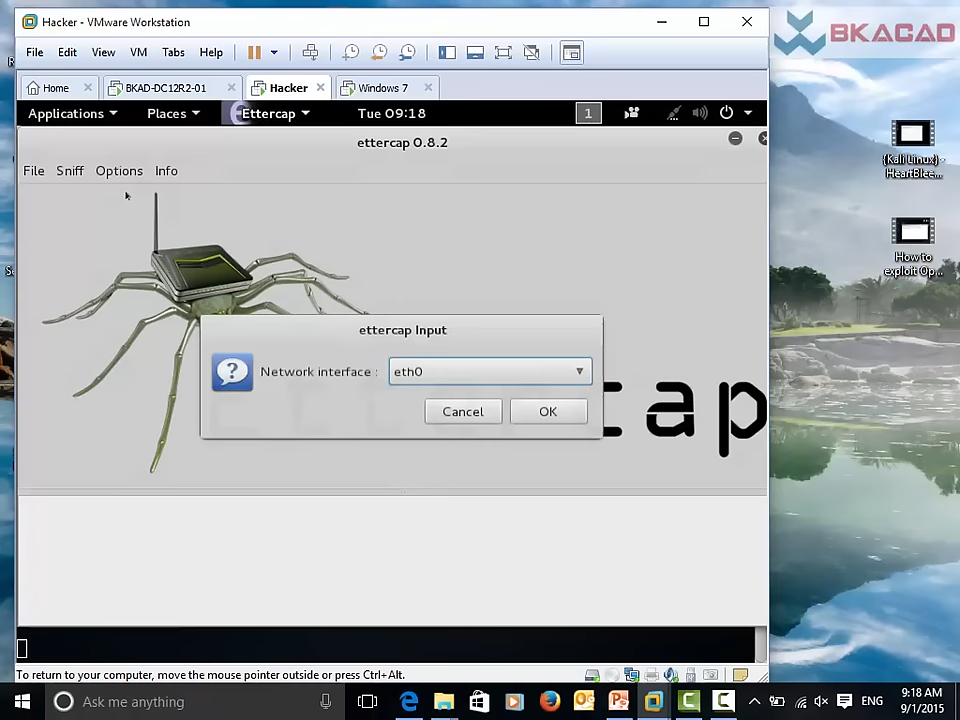 Hacker - VMware Workstation
BKACAD
File Edit View VM Tabs Help
Home BKAD-DC12R2-01 Hacker Windows 7
Applications Places Ettercap Tue 09:18 1
ettercap 0.8.2
File Sniff Options Info
(Kali Linux) -
HeartBlee...
How to
exploit Op...
ettercap Input
Network interface : eth0
Cancel OK
cap
To return to your computer, move the mouse pointer outside or press Ctrl+Alt.
Ask me anything
ENG
9:18 AM
9/1/2015